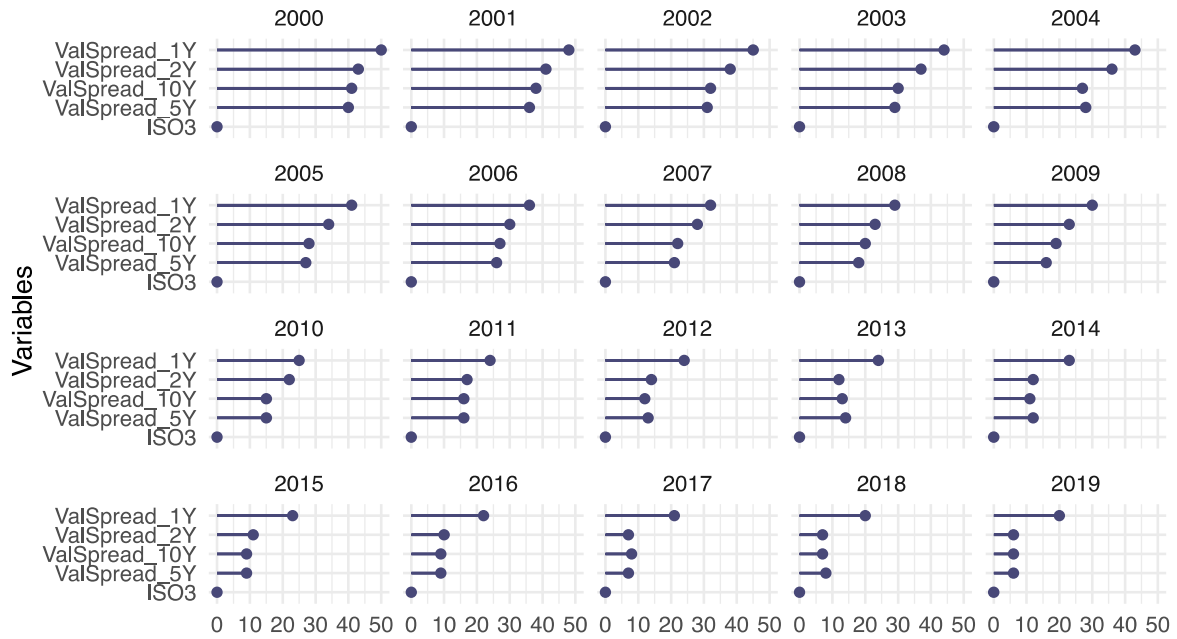 2000 2001 2002 2003 2004
ValSpread_1Y
ValSpread_2Y
ValSpread_10Y
ValSpread_5Y
ISO3
2005 2006 2007 2008 2009
ValSpread_1Y
ValSpread_2Y
ValSpread_10Y
ValSpread_5Y
ISO3
Variables
2010 2011 2012 2013 2014
ValSpread_1Y
ValSpread_2Y
ValSpread_10Y
ValSpread_5Y
ISO3
2015 2016 2017 2018 2019
ValSpread_1Y
ValSpread_2Y
ValSpread_10Y
ValSpread_5Y
ISO3
0 10 20 30 40 50 0 10 20 30 40 50 0 10 20 30 40 50 0 10 20 30 40 50 0 10 20 30 40 50